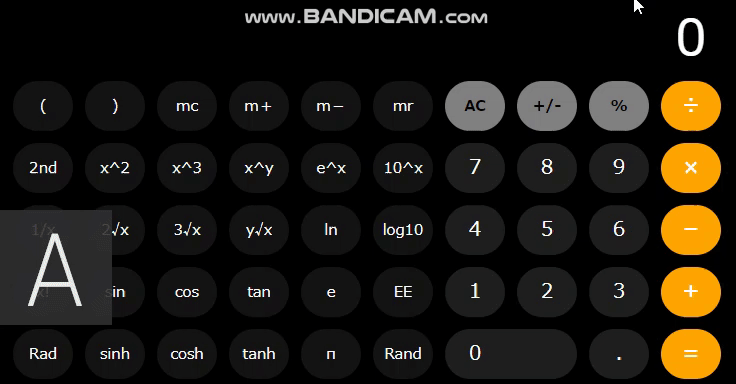 www.BANDICAM.com
0
( ) mc m+ m− mr AC +/- % ÷
2nd x^2 x^3 x^y e^x 10^x 7 8 9 ×
1/x 2√x 3√x y√x ln log10 4 5 6 −
A
sin cos tan e EE 1 2 3 +
Rad sinh cosh tanh п Rand 0 . =